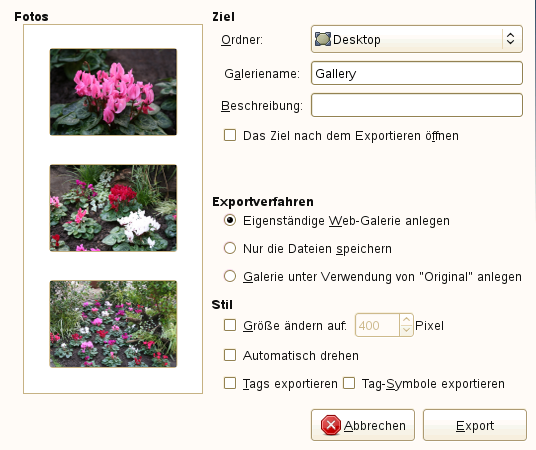 Fotos
Ziel
Ordner: Desktop
Galeriename: Gallery
Beschreibung:
Das Ziel nach dem Exportieren öffnen
Exportverfahren
Eigenständige Web-Galerie anlegen
Nur die Dateien speichern
Galerie unter Verwendung von "Original" anlegen
Stil
Größe ändern auf: 400 Pixel
Automatisch drehen
Tags exportieren Tag-Symbole exportieren
Abbrechen Export